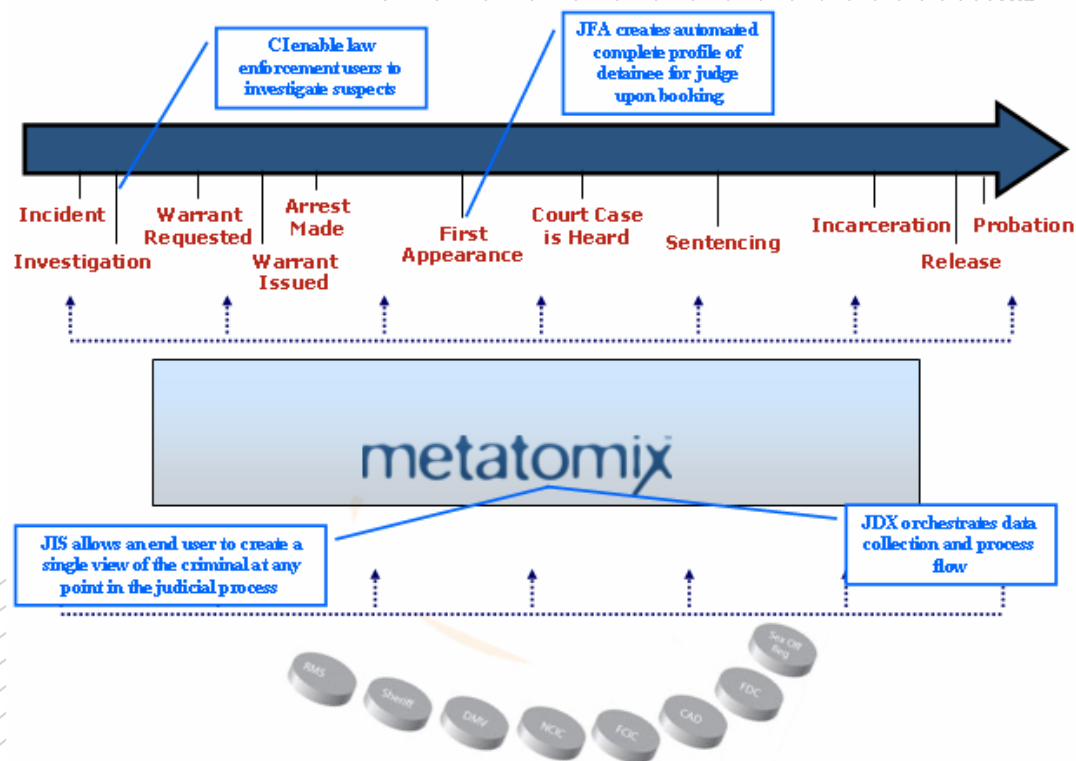 CI enable law
enforcement users to
investigate suspects
JFA creates automated
complete profile of
detainee for judge
upon booking
Incident
Investigation
Warrant
Requested
Warrant
Issued
Arrest
Made
First
Appearance
Court Case
is Heard
Sentencing
Incarceration
Release
Probation
metatomix
JIS allows an end user to create a
single view of the criminal at any
point in the judicial process
JDX orchestrates data
collection and process
flow
RMS
Sheriff
DMV
NCIC
FCIC
CAD
FDC
Sex Off
Reg